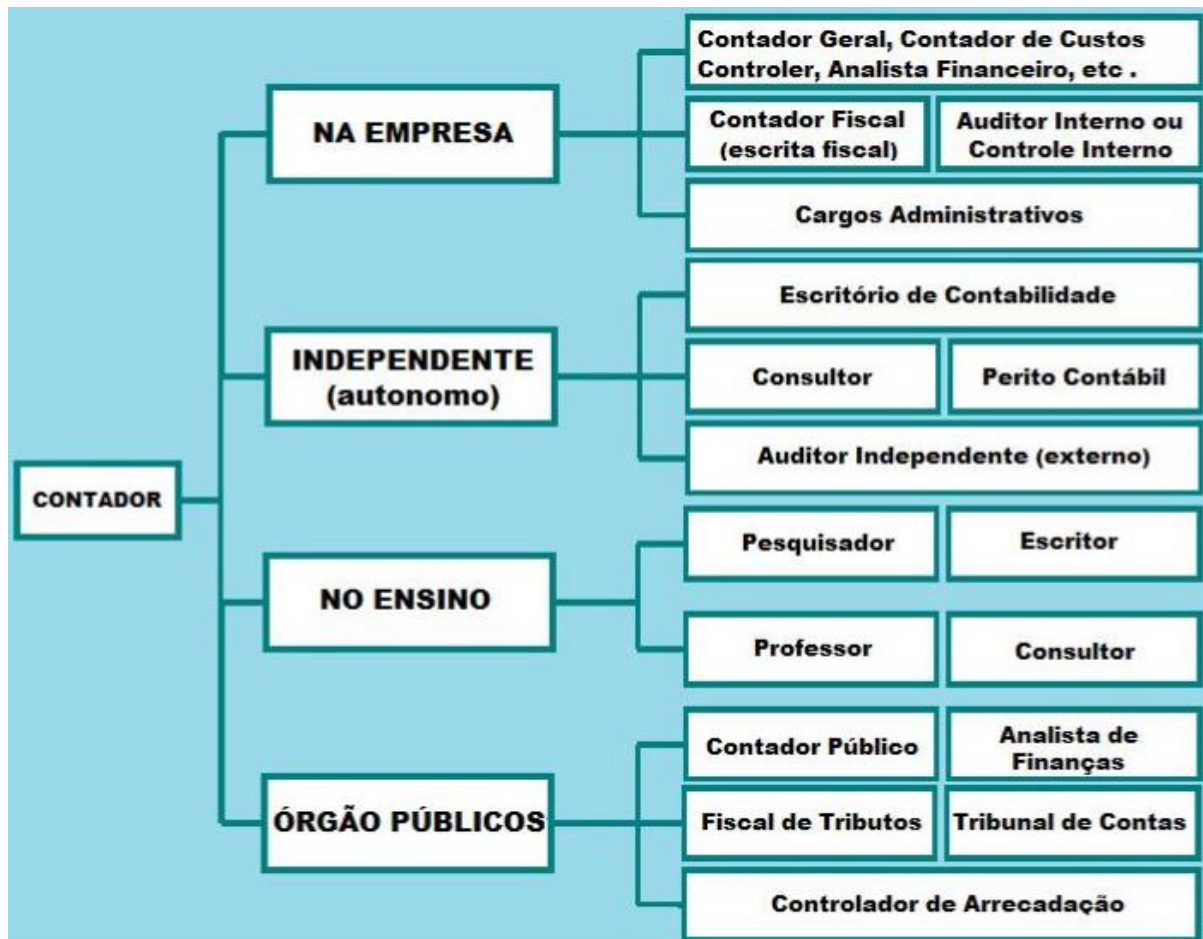 CONTADOR
NA EMPRESA
Contador Geral, Contador de Custos
Controler, Analista Financeiro, etc .
Contador Fiscal
(escrita fiscal)
Auditor Interno ou
Controle Interno
Cargos Administrativos
INDEPENDENTE
(autonomo)
Escritório de Contabilidade
Consultor
Perito Contábil
Auditor Independente (externo)
NO ENSINO
Pesquisador
Escritor
Professor
Consultor
ÓRGÃO PÚBLICOS
Contador Público
Analista de
Finanças
Fiscal de Tributos
Tribunal de Contas
Controlador de Arrecadação